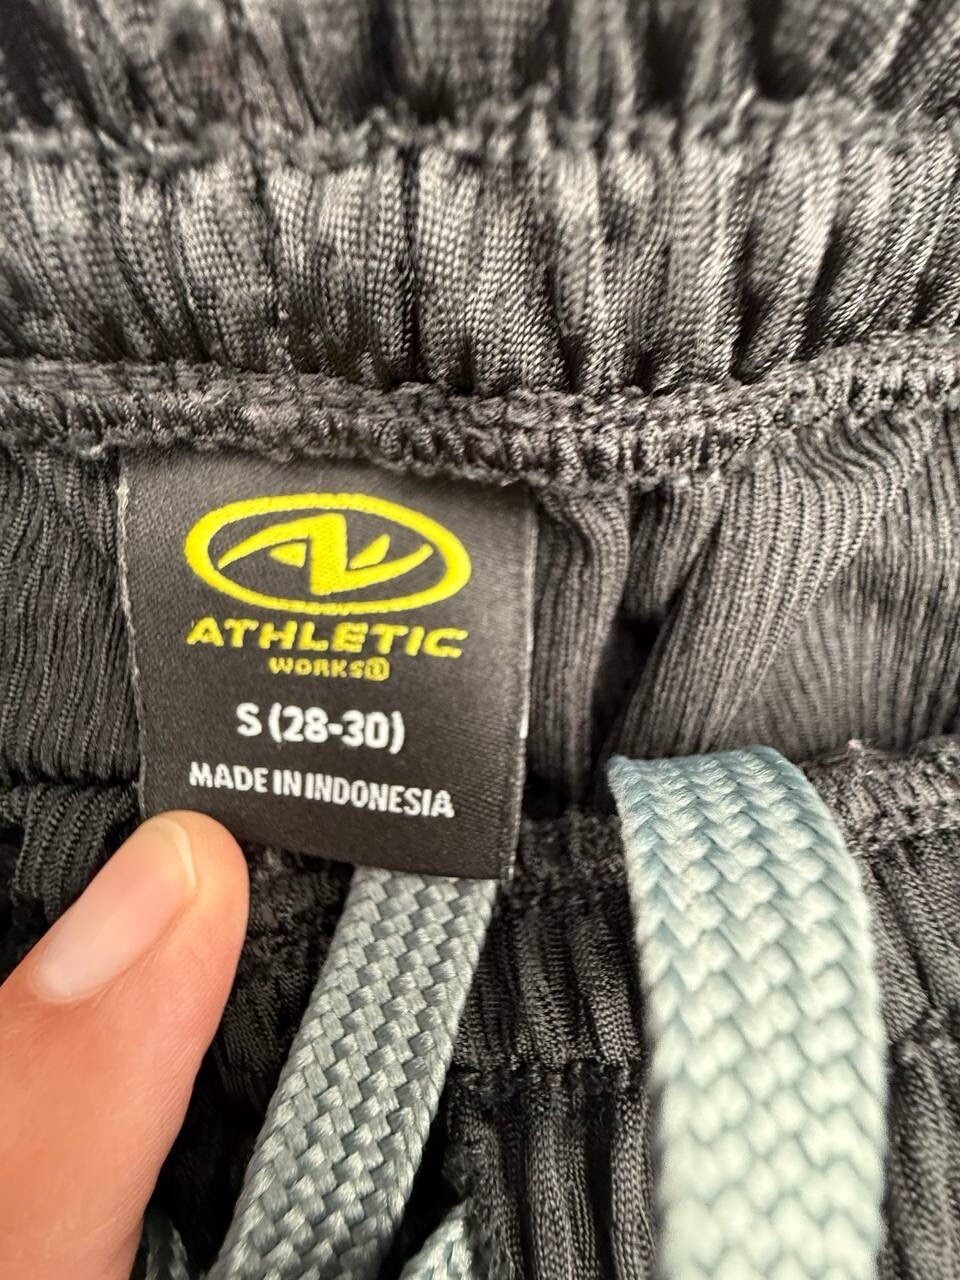 ATHLETIC
WORKS®
S (28-30)
MADE IN INDONESIA